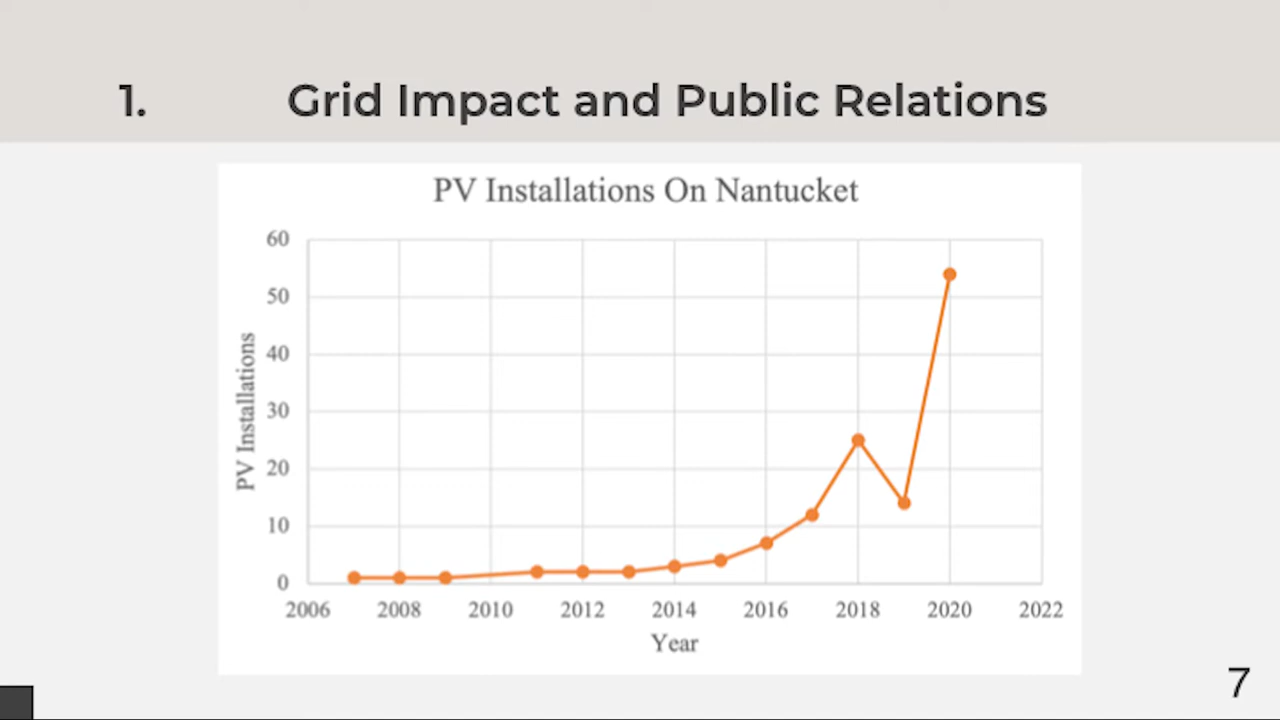 1. Grid Impact and Public Relations
PV Installations On Nantucket
60
50
40
30
20
10
0
PV Installations
2006 2008 2010 2012 2014 2016 2018 2020 2022
Year
7